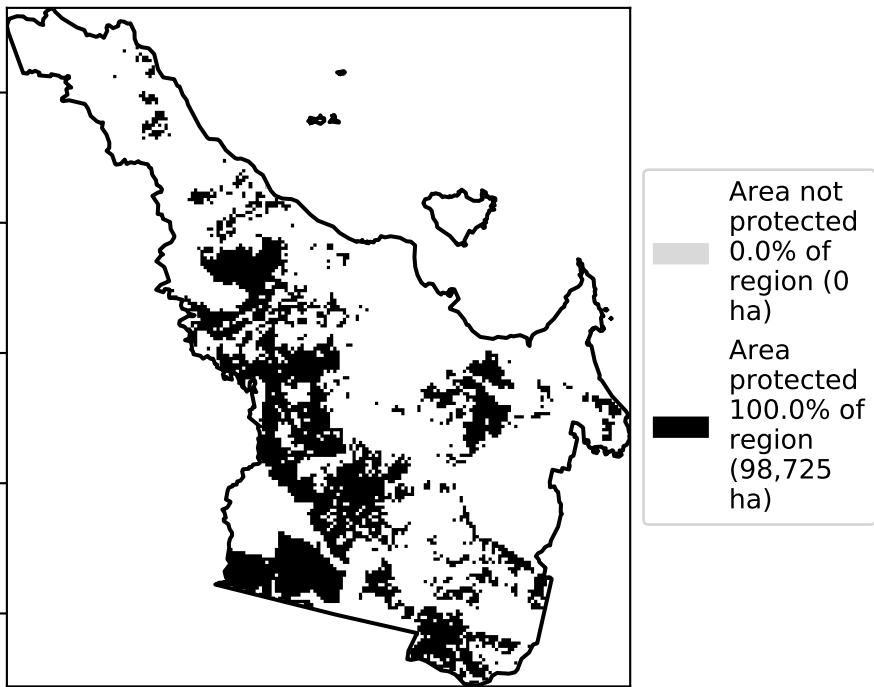 Area not
protected
0.0% of
region (0
ha)
Area
protected
100.0% of
region
(98,725
ha)